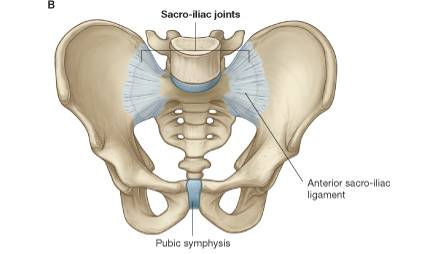 B
Sacro-iliac joints
Anterior sacro-iliac
ligament
Pubic symphysis